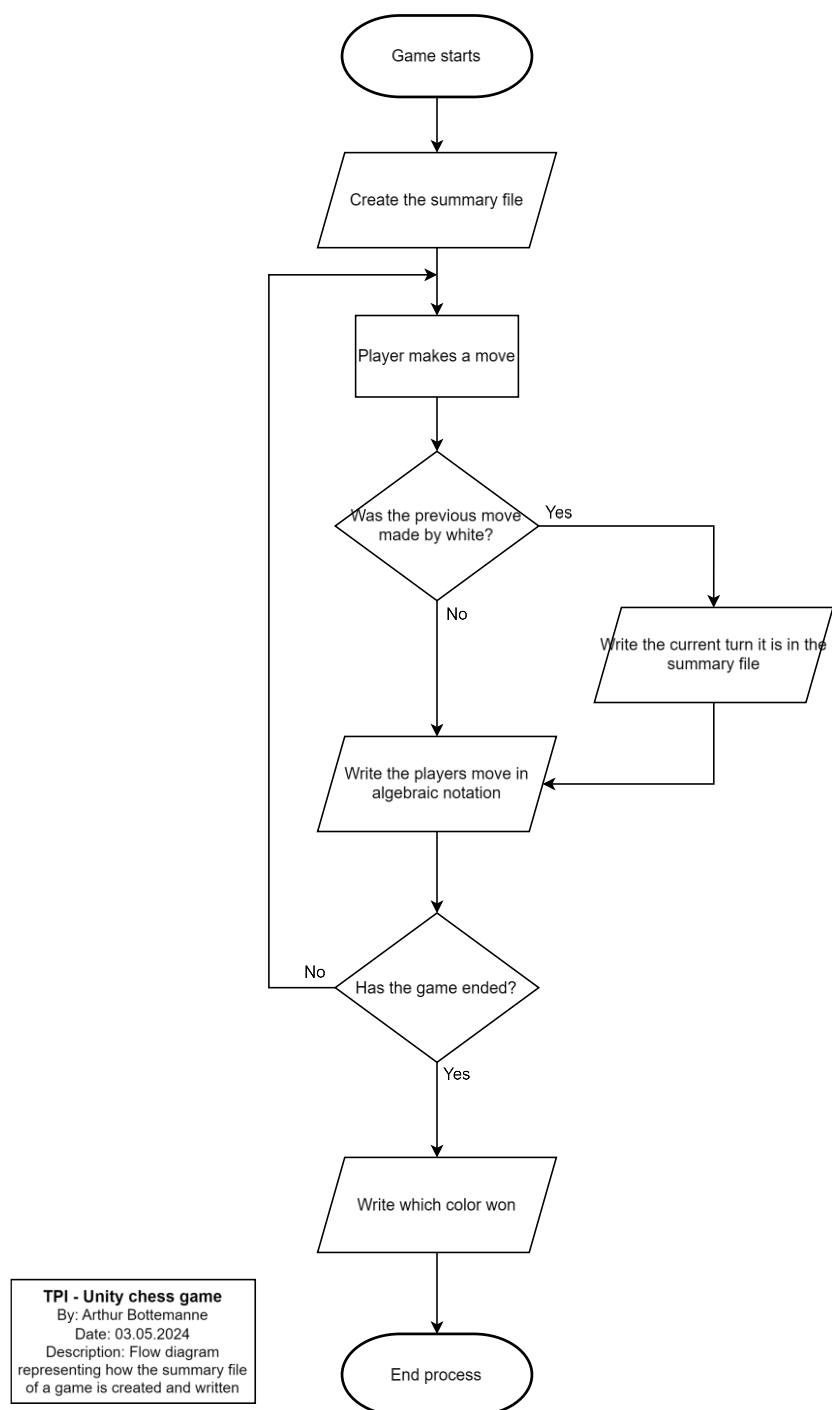 Game starts
Create the summary file
Player makes a move
Was the previous move
made by white?
Yes
No
Write the current turn it is in the
summary file
Write the players move in
algebraic notation
Has the game ended?
No
Yes
Write which color won
End process
TPI - Unity chess game
By: Arthur Bottemanne
Date: 03.05.2024
Description: Flow diagram
representing how the summary file
of a game is created and written